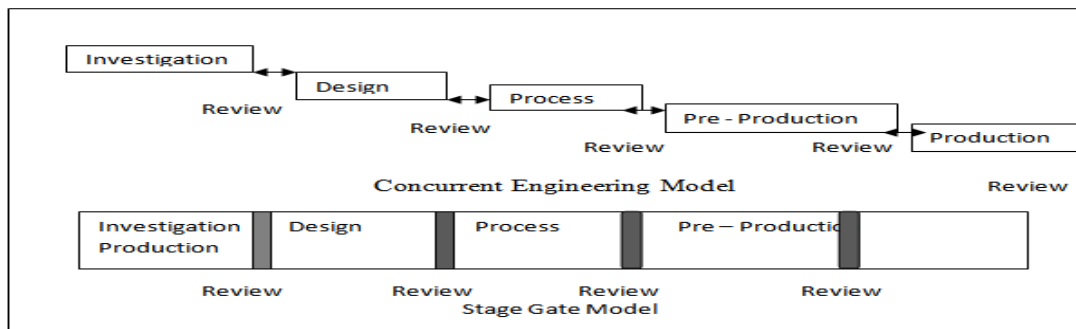 Investigation
Design
Review
Process
Review
Pre - Production
Review
Review
Production
Review
Concurrent Engineering Model
Investigation
Production
Design
Process
Pre – Productio
Review
Review
Review
Review
Stage Gate Model